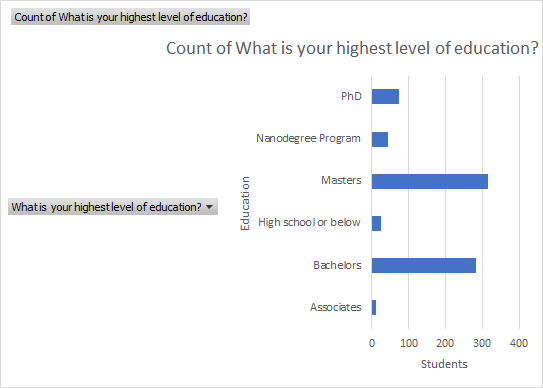 Count of What is your highest level of education?
Count of What is your highest level of education?
PhD
Nanodegree Program
Masters
What is your highest level of education?
Education
High school or below
Bachelors
Associates
0 100 200 300 400
Students